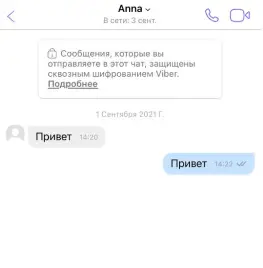 Anna
В сети: 3 сент.
Сообщения, которые вы
отправляете в этот чат, защищены
сквозным шифрованием Viber.
Подробнее
1 Сентября 2021 Г.
Привет 14:20
Привет 14:22